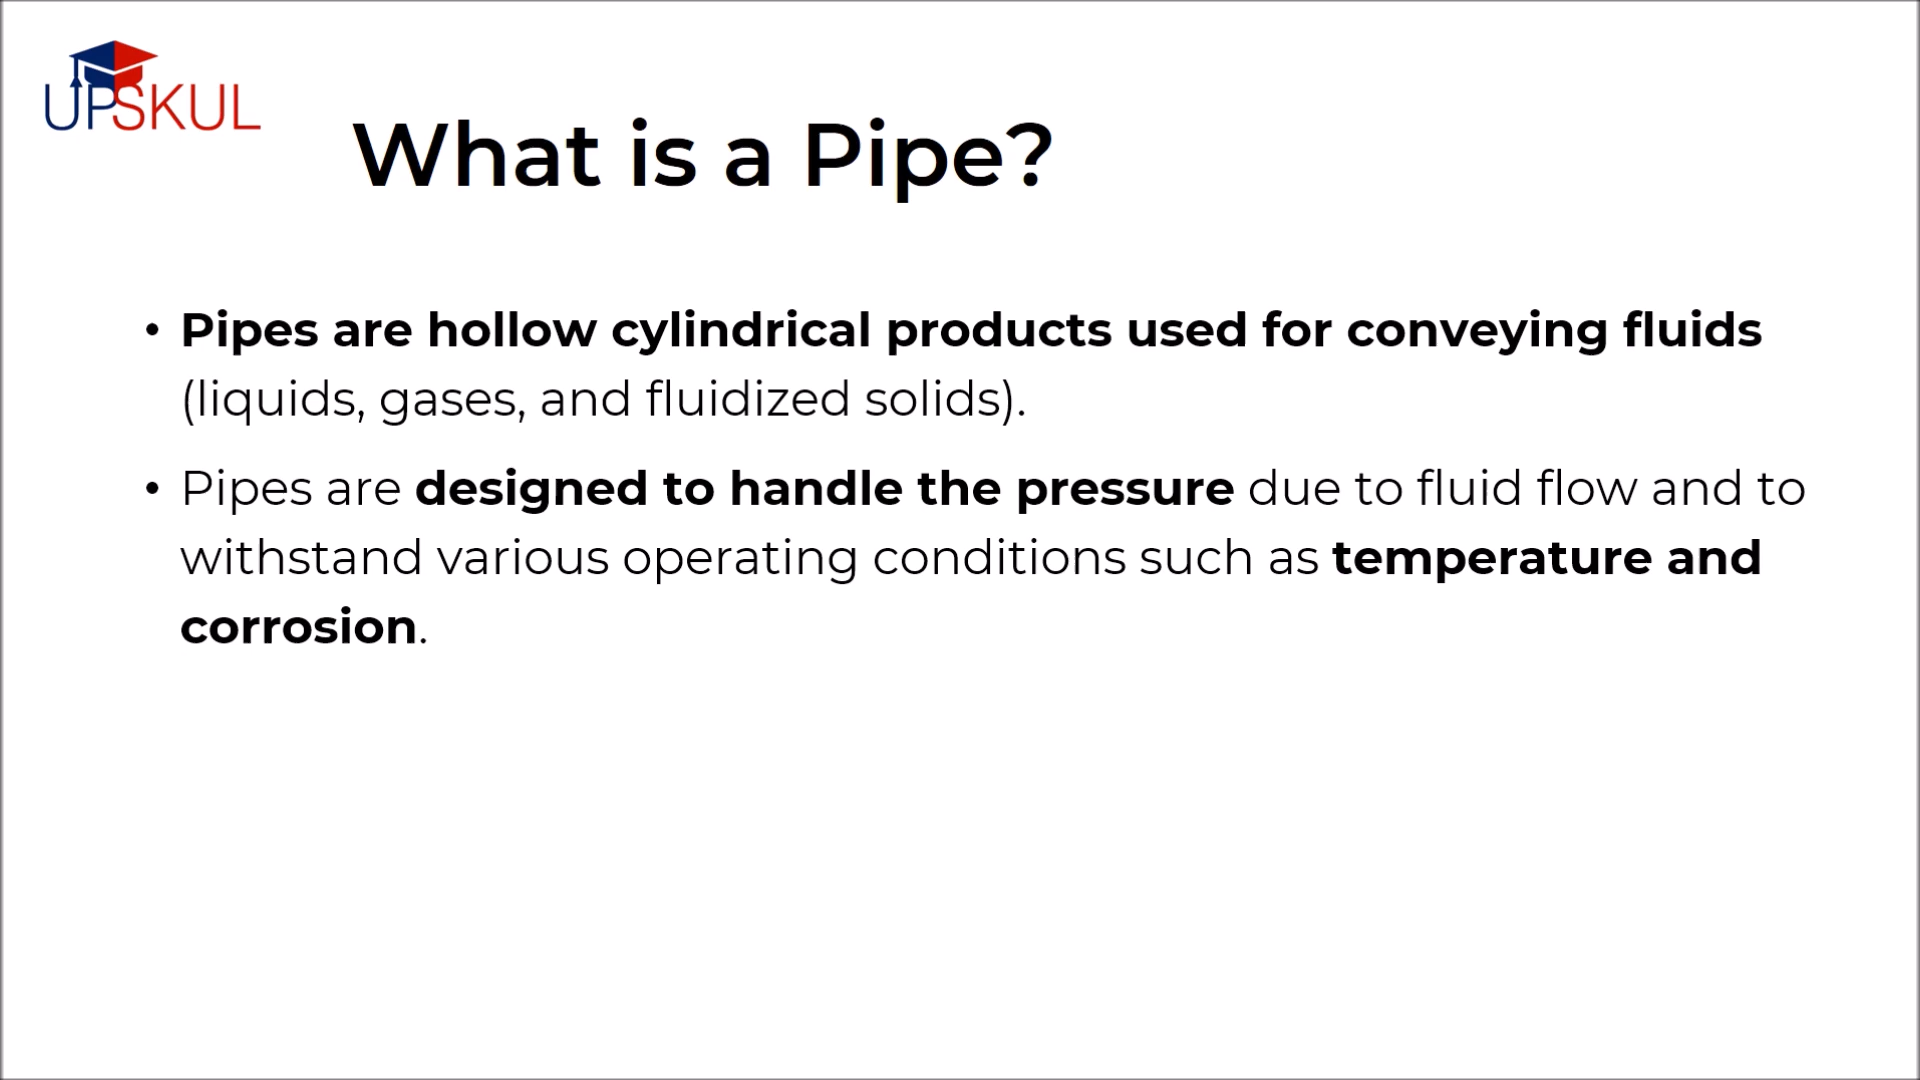 UPSKUL
What is a Pipe?
• Pipes are hollow cylindrical products used for conveying fluids
(liquids, gases, and fluidized solids).
• Pipes are designed to handle the pressure due to fluid flow and to
withstand various operating conditions such as temperature and
corrosion.